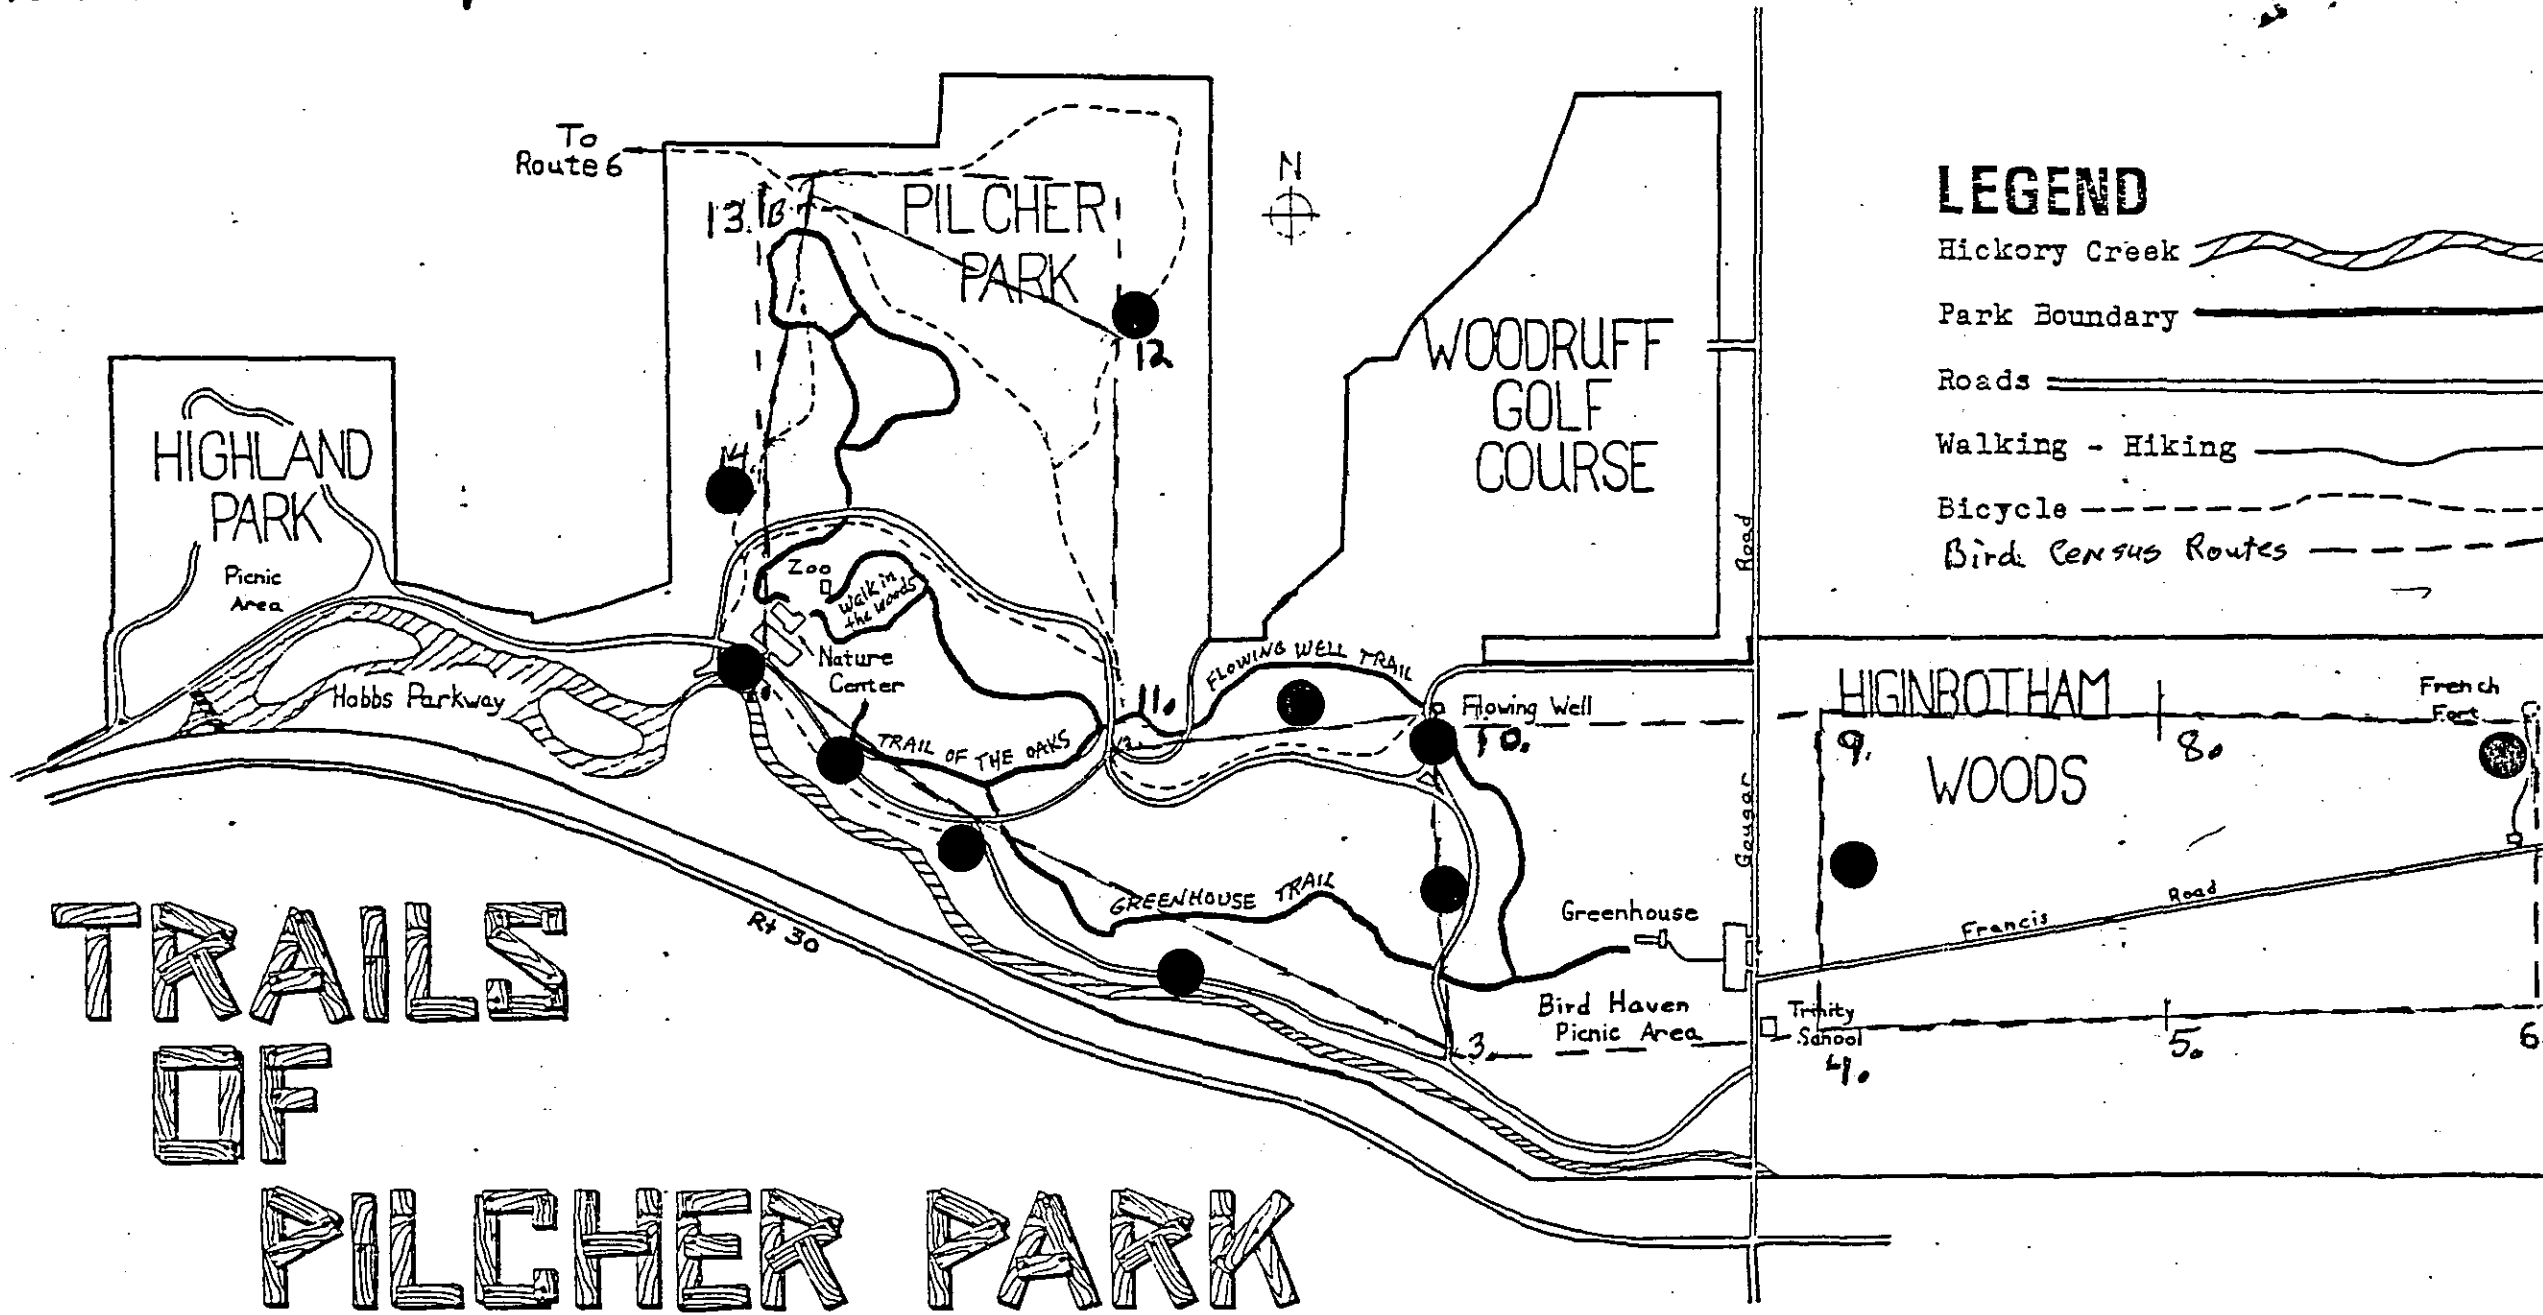 To
Route 6
N
13.
B
PILCHER
PARK
12
WOODRUFF
GOLF
COURSE
LEGEND
Hickory Creek
Park Boundary
Roads
Walking - Hiking
Bicycle
Bird Census Routes
HIGHLAND
PARK
Picnic
Area
14
Zoo
Walk in
the Woods
Nature
Center
Hobbs Parkway
TRAIL OF THE OAKS
11.
FLOWING WELL TRAIL
Flowing Well
10.
Road
Gougar
HIGINBOTHAM
WOODS
9.
8.
French
Fort
GREENHOUSE TRAIL
Greenhouse
Francis
Road
Rt 30
Bird Haven
Picnic Area
3.
Trinity
School
4.
5.
6
TRAILS
OF
PILCHER PARK